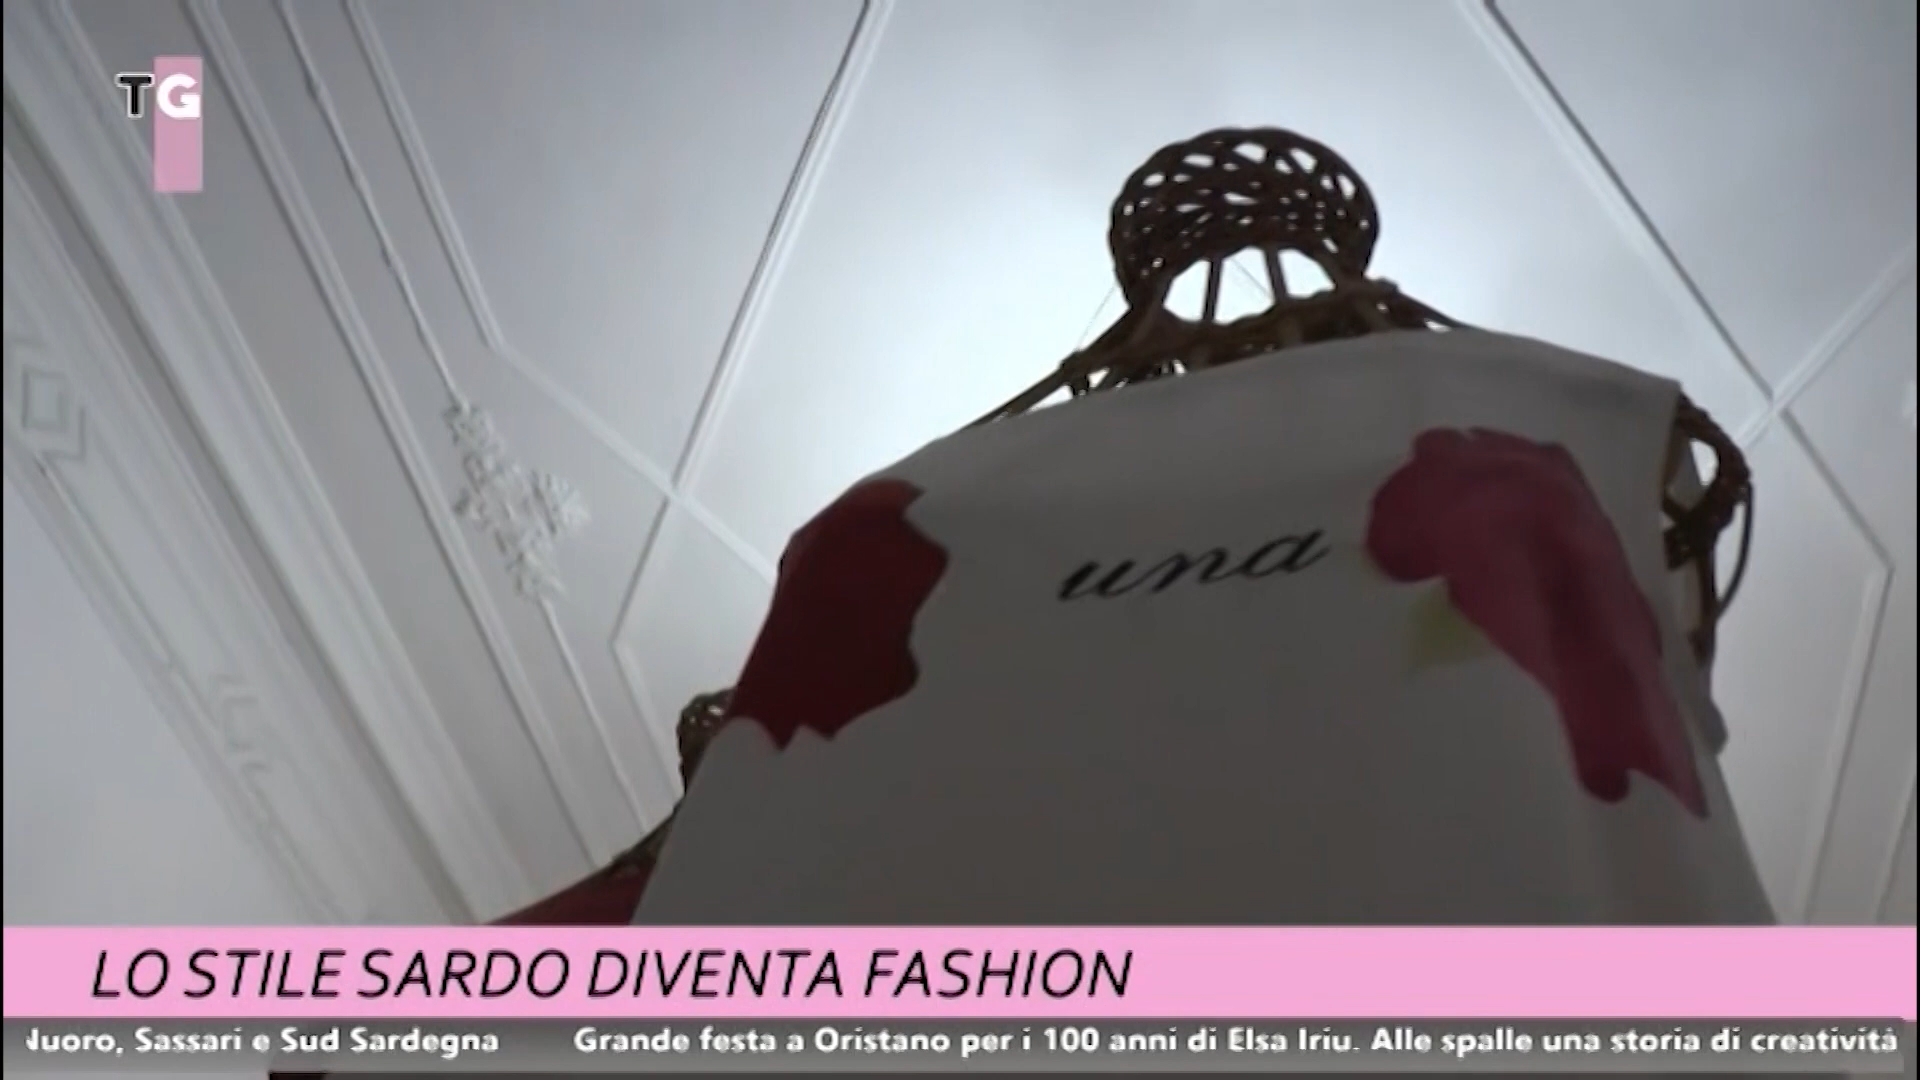 TG
una
LO STILE SARDO DIVENTA FASHION
Nuoro, Sassari e Sud Sardegna Grande festa a Oristano per i 100 anni di Elsa Iriu. Alle spalle una storia di creatività